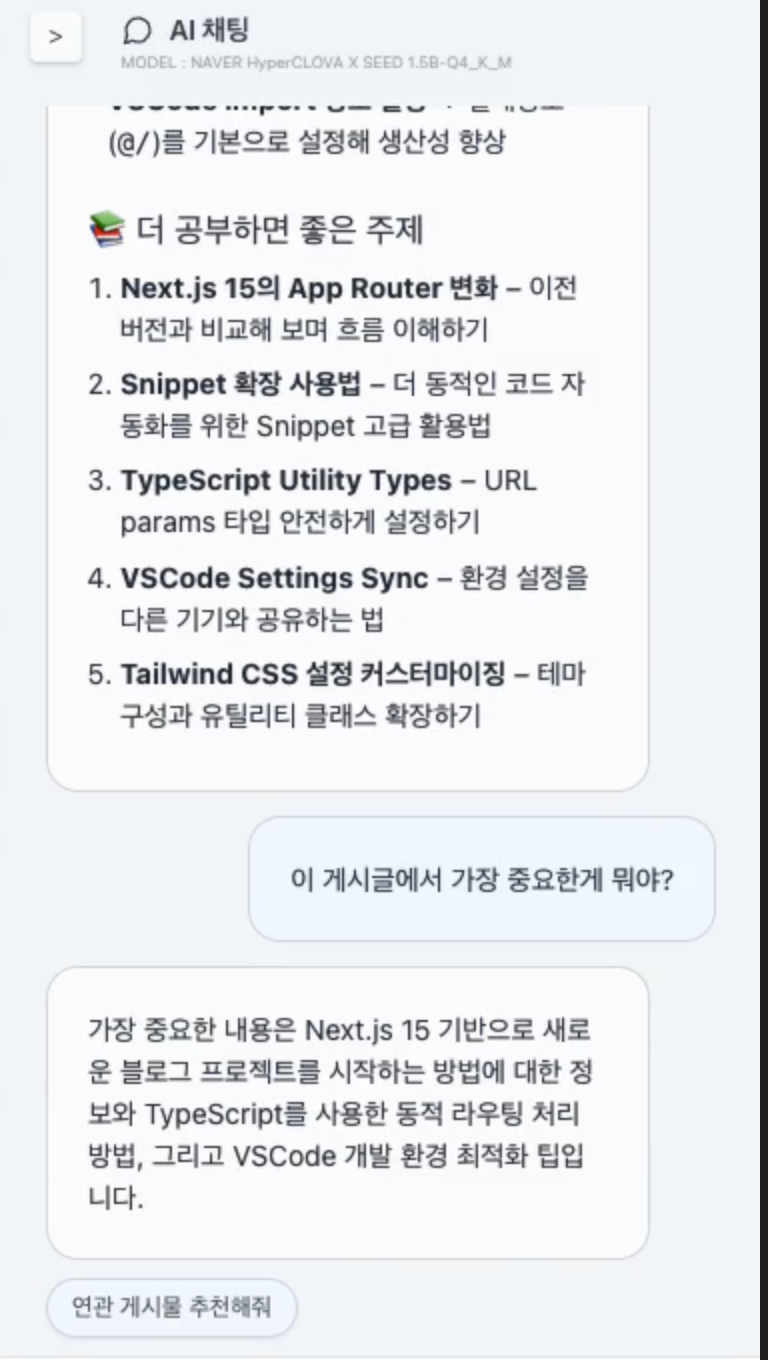 >
AI 채팅
MODEL : NAVER HyperCLOVA X SEED 1.5B-Q4_K_M
(@/)를 기본으로 설정해 생산성 향상
📚 더 공부하면 좋은 주제
1. Next.js 15의 App Router 변화 – 이전
버전과 비교해 보며 흐름 이해하기
2. Snippet 확장 사용법 – 더 동적인 코드 자
동화를 위한 Snippet 고급 활용법
3. TypeScript Utility Types – URL
params 타입 안전하게 설정하기
4. VSCode Settings Sync – 환경 설정을
다른 기기와 공유하는 법
5. Tailwind CSS 설정 커스터마이징 – 테마
구성과 유틸리티 클래스 확장하기
이 게시글에서 가장 중요한게 뭐야?
가장 중요한 내용은 Next.js 15 기반으로 새로
운 블로그 프로젝트를 시작하는 방법에 대한 정
보와 TypeScript를 사용한 동적 라우팅 처리
방법, 그리고 VSCode 개발 환경 최적화 팁입
니다.
연관 게시물 추천해줘